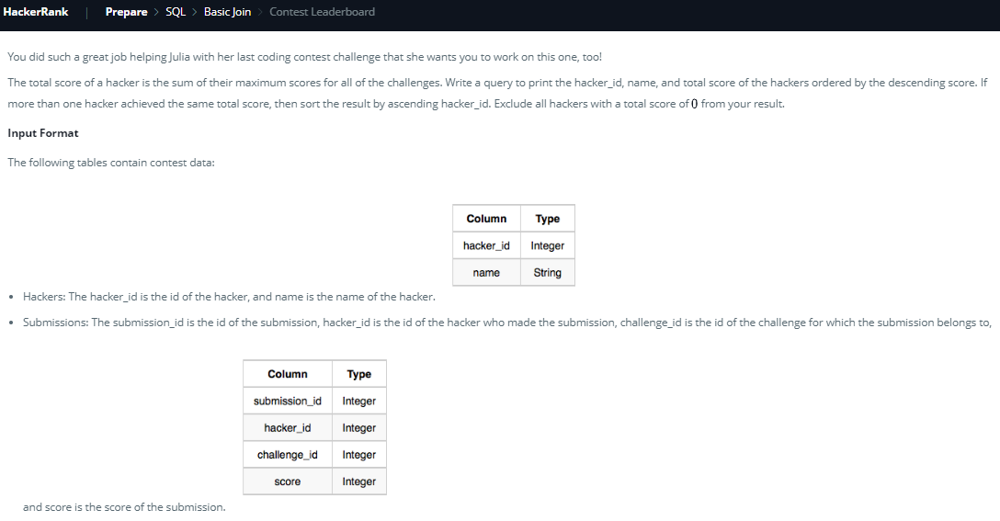 HackerRank | Prepare > SQL > Basic Join > Contest Leaderboard
You did such a great job helping Julia with her last coding contest challenge that she wants you to work on this one, too!
The total score of a hacker is the sum of their maximum scores for all of the challenges. Write a query to print the hacker_id, name, and total score of the hackers ordered by the descending score. If
more than one hacker achieved the same total score, then sort the result by ascending hacker_id. Exclude all hackers with a total score of 0 from your result.
Input Format
The following tables contain contest data:
Column Type
hacker_id Integer
name String
• Hackers: The hacker_id is the id of the hacker, and name is the name of the hacker.
• Submissions: The submission_id is the id of the submission, hacker_id is the id of the hacker who made the submission, challenge_id is the id of the challenge for which the submission belongs to,
Column Type
submission_id Integer
hacker_id Integer
challenge_id Integer
score Integer
and score is the score of the submission.